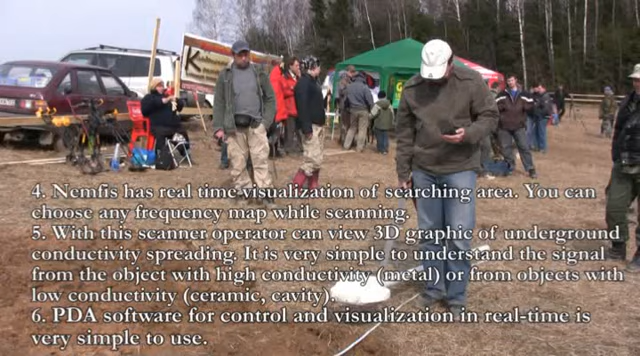 4. Nemfis has real time visualization of searching area. You can
choose any frequency map while scanning.
5. With this scanner operator can view 3D graphic of underground
conductivity spreading. It is very simple to understand the signal
from the object with high conductivity (metal) or from objects with
low conductivity (ceramic, cavity).
6. PDA software for control and visualization in real-time is
very simple to use.